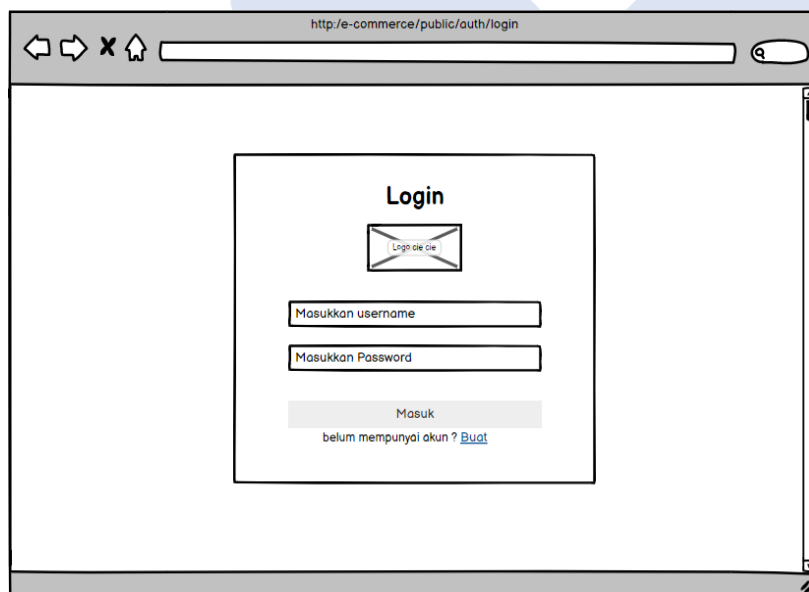 http:/e-commerce/public/auth/login
Login
Logo cie cie
Masukkan username
Masukkan Password
Masuk
belum mempunyai akun ? Buat